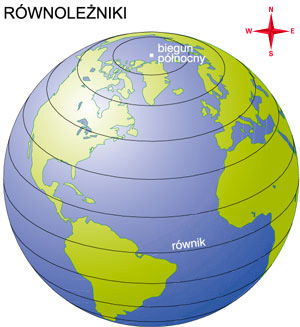 RÓWNOLEŻNIKI
N
W E
S
biegun
północny
równik